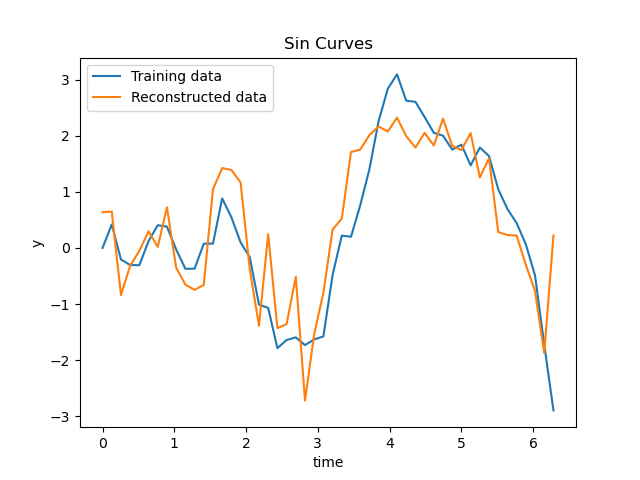 Sin Curves
Training data
Reconstructed data
y
3
2
1
0
−1
−2
−3
0 1 2 3 4 5 6
time